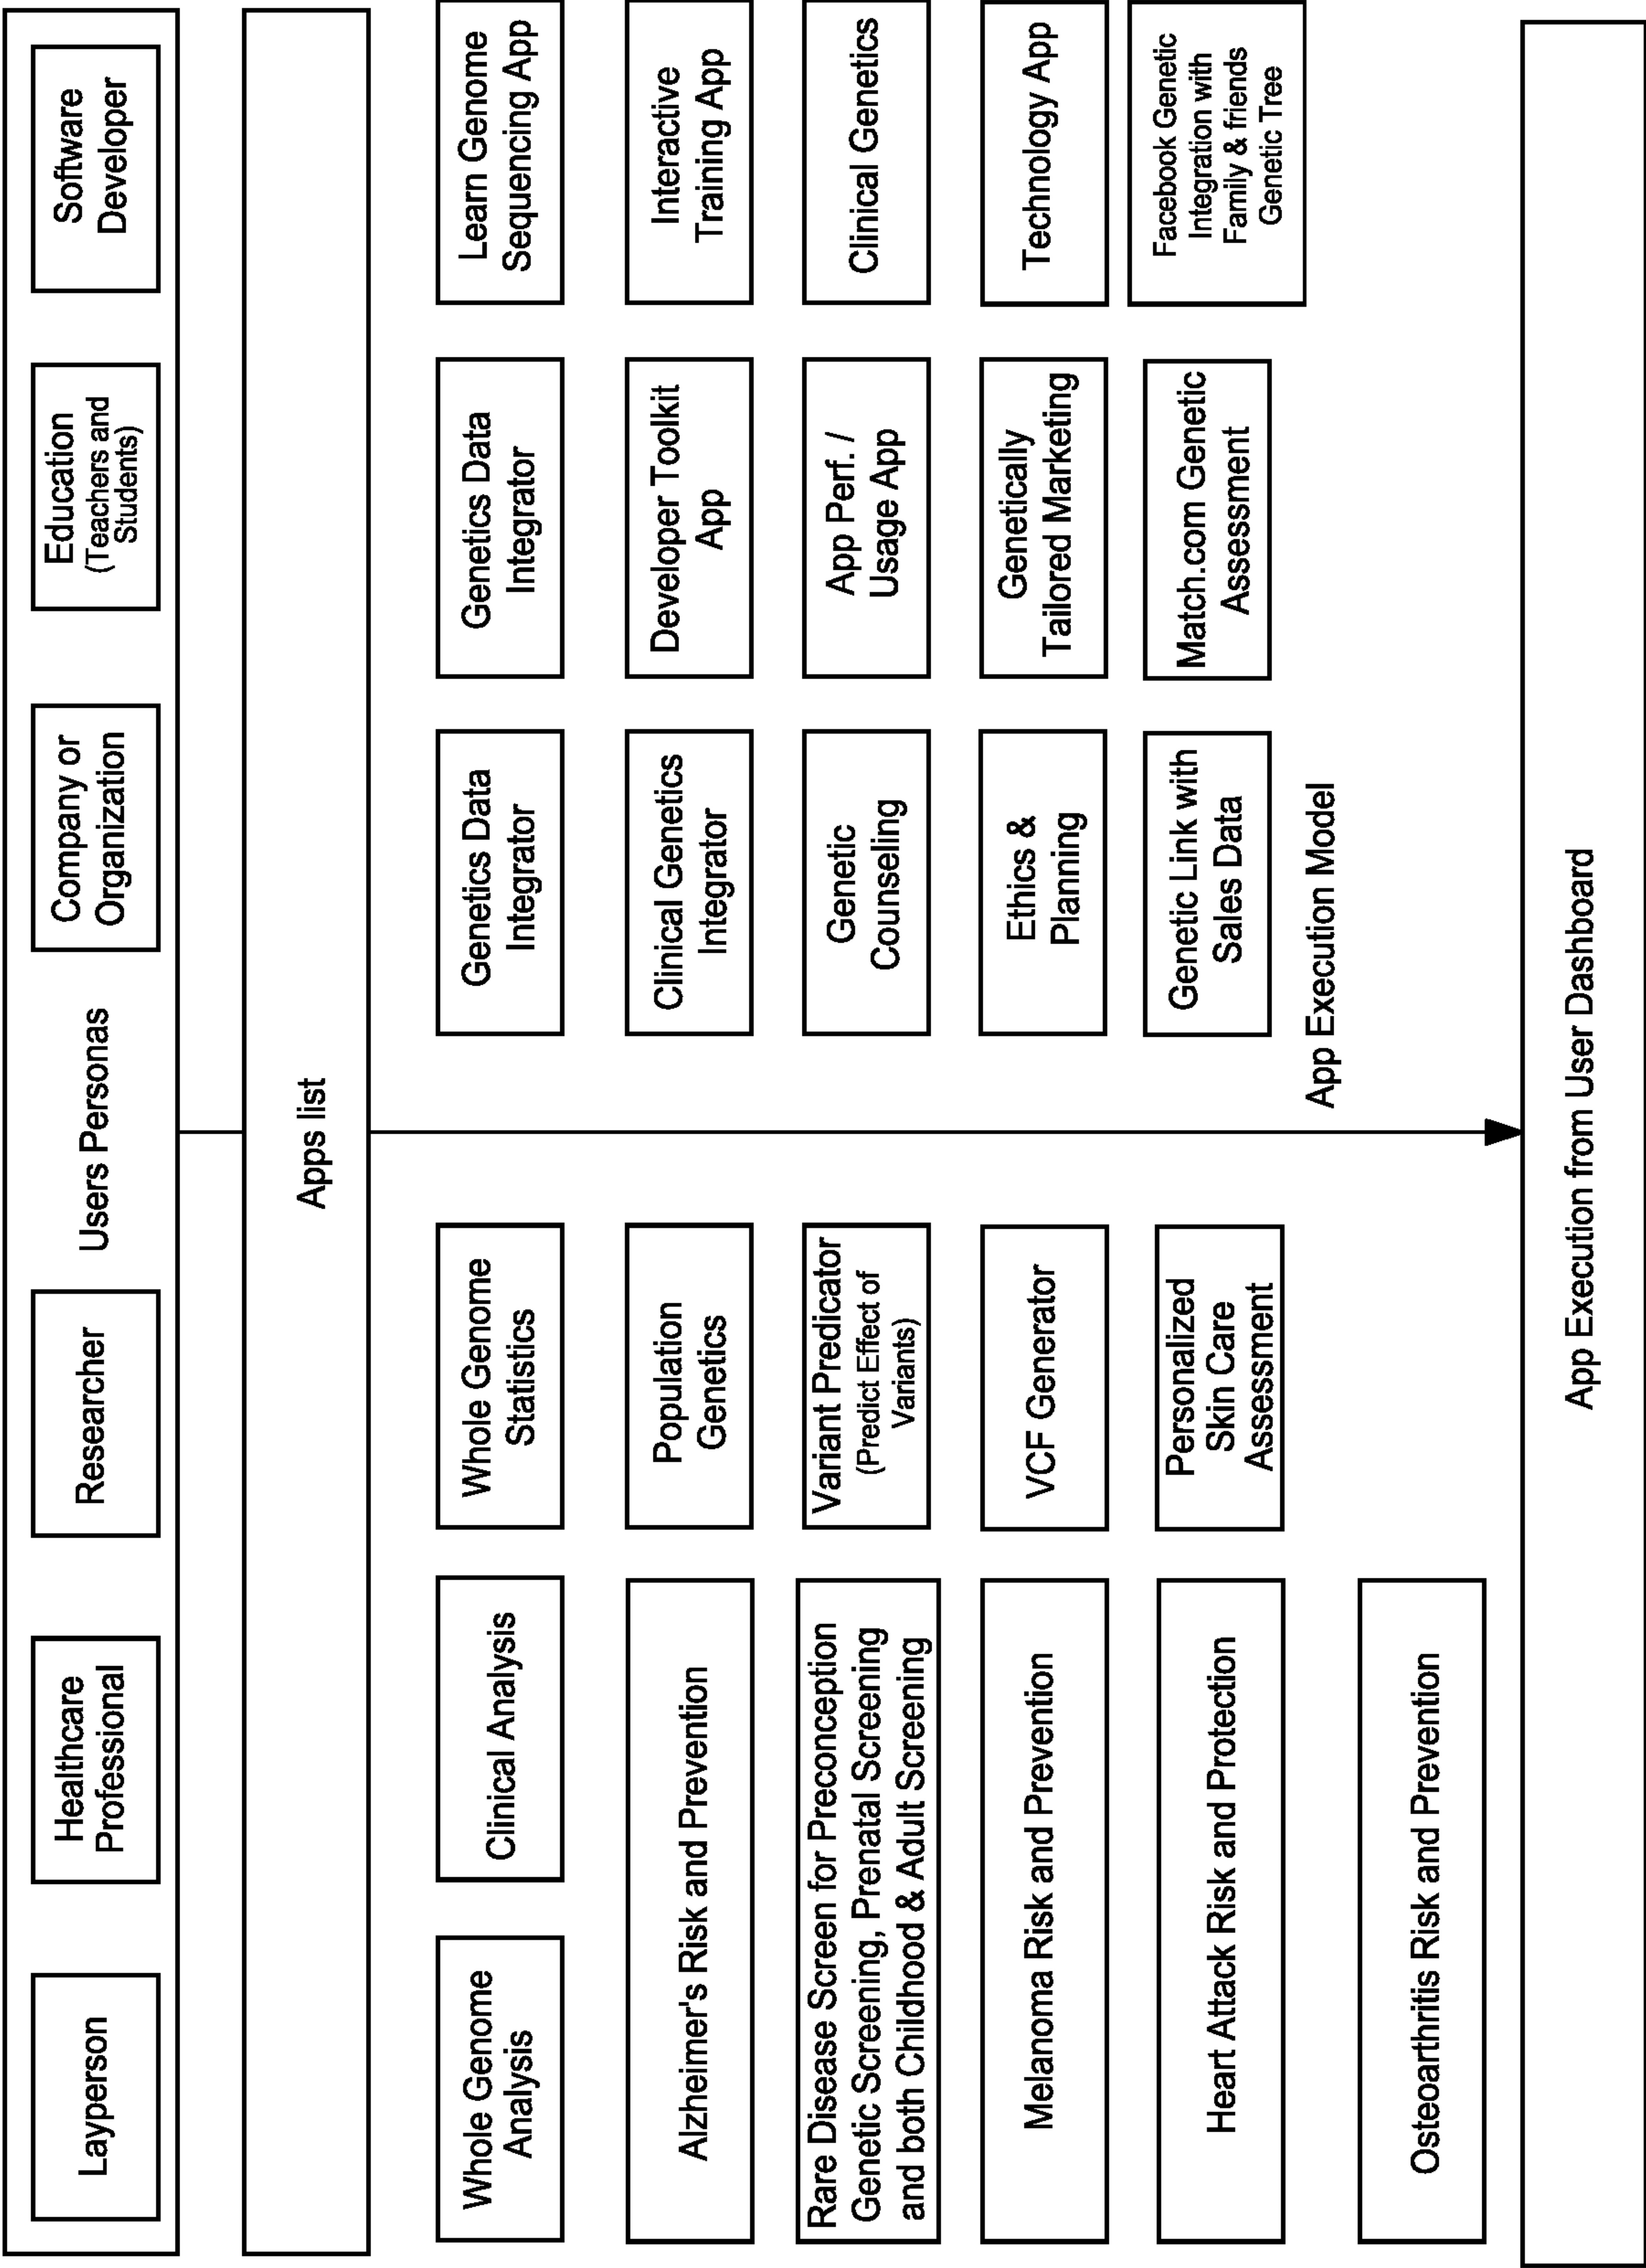 Layperson
Healthcare
Professional
Researcher
Users Personas
Company or
Organization
Education
(Teachers and
Students)
Software
Developer
Apps list
Whole Genome
Analysis
Clinical Analysis
Whole Genome
Statistics
Genetics Data
Integrator
Genetics Data
Integrator
Learn Genome
Sequencing App
Alzheimer's Risk and Prevention
Population
Genetics
Clinical Genetics
Integrator
Developer Toolkit
App
Interactive
Training App
Rare Disease Screen for Preconception
Genetic Screening, Prenatal Screening
and both Childhood & Adult Screening
Variant Predicator
(Predict Effect of
Variants)
Genetic
Counseling
App Perf. /
Usage App
Clinical Genetics
Melanoma Risk and Prevention
VCF Generator
Ethics &
Planning
Genetically
Tailored Marketing
Technology App
Heart Attack Risk and Protection
Personalized
Skin Care
Assessment
Genetic Link with
Sales Data
Match.com Genetic
Assessment
Facebook Genetic
Integration with
Family & friends
Genetic Tree
App Execution Model
Osteoarthritis Risk and Prevention
App Execution from User Dashboard